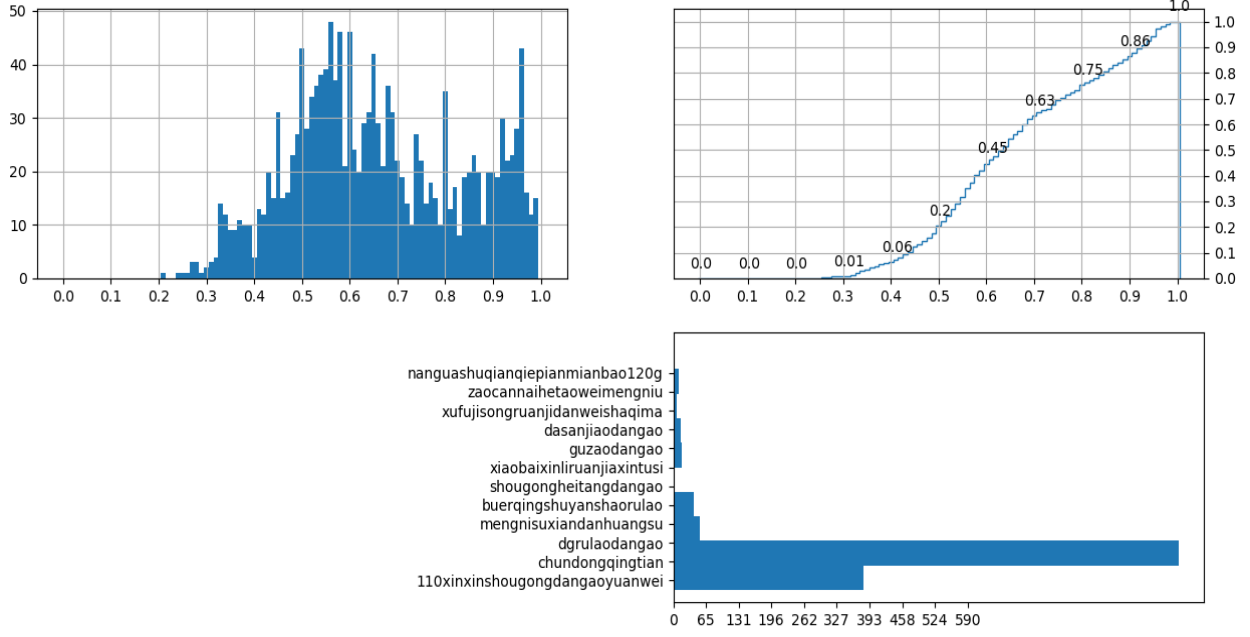 50
40
30
20
10
0
0.0 0.1 0.2 0.3 0.4 0.5 0.6 0.7 0.8 0.9 1.0
1.0
0.86
0.75
0.63
0.45
0.2
0.06
0.01
0.0 0.0 0.0
1.0
0.9
0.8
0.7
0.6
0.5
0.4
0.3
0.2
0.1
0.0
0.0 0.1 0.2 0.3 0.4 0.5 0.6 0.7 0.8 0.9 1.0
nanguashuqianqiepianmianbao120g
zaocannaihetaoweimengniu
xufujisongruanjidanweishaqima
dasanjiaodangao
guzaodangao
xiaobaixinliruanjiaxintusi
shougongheitangdangao
buerqingshuyanshaorulao
mengnisuxiandanhuangsu
dgrulaodangao
chundongqingtian
110xinxinshougongdangaoyuanwei
0 65 131 196 262 327 393 458 524 590